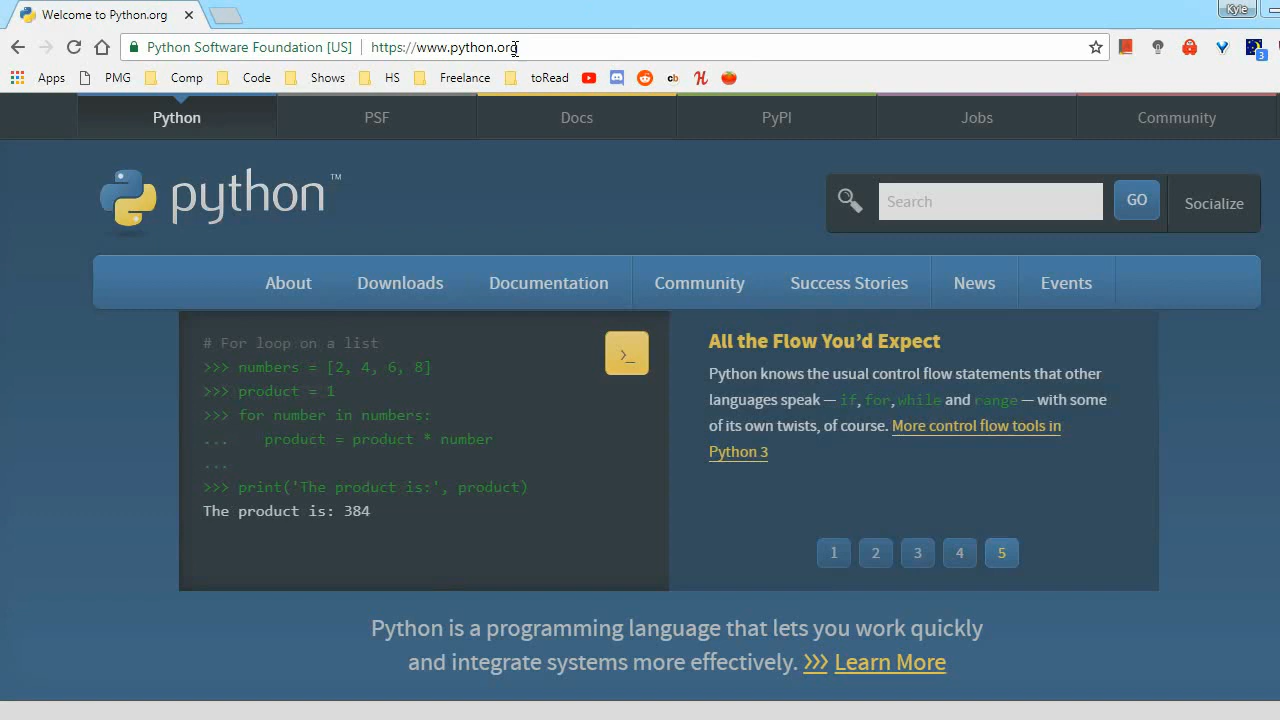 Welcome to Python.org
Kyle
Python Software Foundation [US] https://www.python.org
3
Apps PMG Comp Code Shows HS Freelance toRead cb
Python PSF Docs PyPI Jobs Community
python™
Search GO Socialize
About Downloads Documentation Community Success Stories News Events
# For loop on a list
>>> numbers = [2, 4, 6, 8]
>>> product = 1
>>> for number in numbers:
...    product = product * number
...
>>> print('The product is:', product)
The product is: 384
>_
All the Flow You’d Expect
Python knows the usual control flow statements that other
languages speak — if, for, while and range — with some
of its own twists, of course. More control flow tools in
Python 3
1 2 3 4 5
Python is a programming language that lets you work quickly
and integrate systems more effectively. >>> Learn More